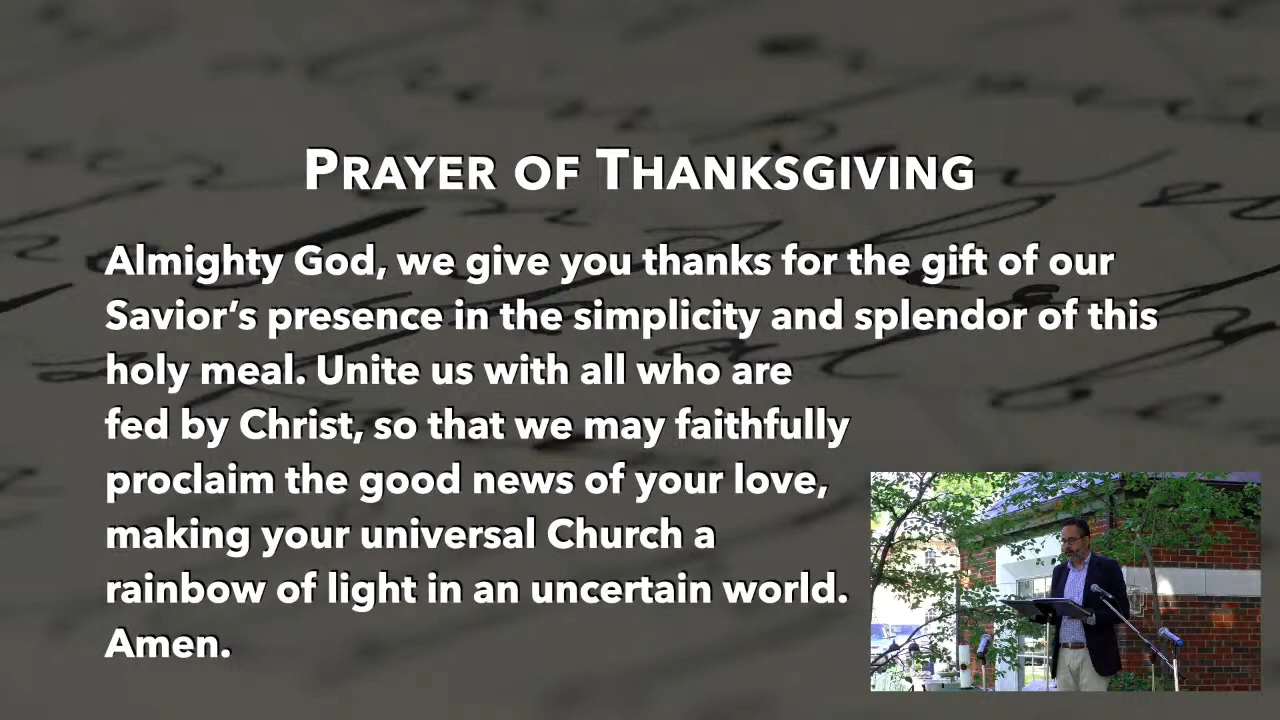 PRAYER OF THANKSGIVING
Almighty God, we give you thanks for the gift of our
Savior’s presence in the simplicity and splendor of this
holy meal. Unite us with all who are
fed by Christ, so that we may faithfully
proclaim the good news of your love,
making your universal Church a
rainbow of light in an uncertain world.
Amen.